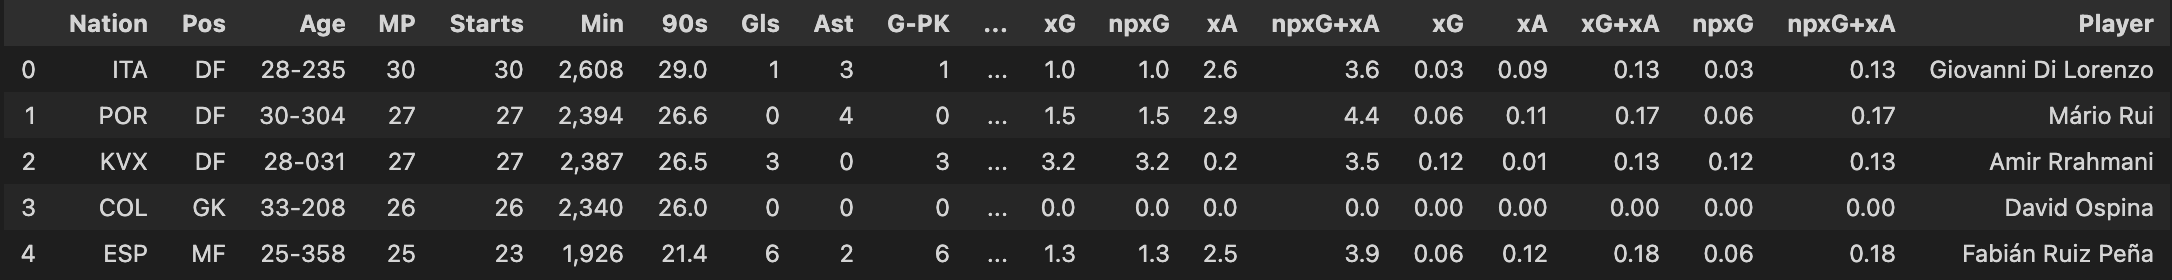 Nation Pos Age MP Starts Min 90s Gls Ast G-PK ... xG npxG xA npxG+xA xG xA xG+xA npxG npxG+xA Player
0 ITA DF 28-235 30 30 2,608 29.0 1 3 1 ... 1.0 1.0 2.6 3.6 0.03 0.09 0.13 0.03 0.13 Giovanni Di Lorenzo
1 POR DF 30-304 27 27 2,394 26.6 0 4 0 ... 1.5 1.5 2.9 4.4 0.06 0.11 0.17 0.06 0.17 Mário Rui
2 KVX DF 28-031 27 27 2,387 26.5 3 0 3 ... 3.2 3.2 0.2 3.5 0.12 0.01 0.13 0.12 0.13 Amir Rrahmani
3 COL GK 33-208 26 26 2,340 26.0 0 0 0 ... 0.0 0.0 0.0 0.0 0.00 0.00 0.00 0.00 0.00 David Ospina
4 ESP MF 25-358 25 23 1,926 21.4 6 2 6 ... 1.3 1.3 2.5 3.9 0.06 0.12 0.18 0.06 0.18 Fabián Ruiz Peña